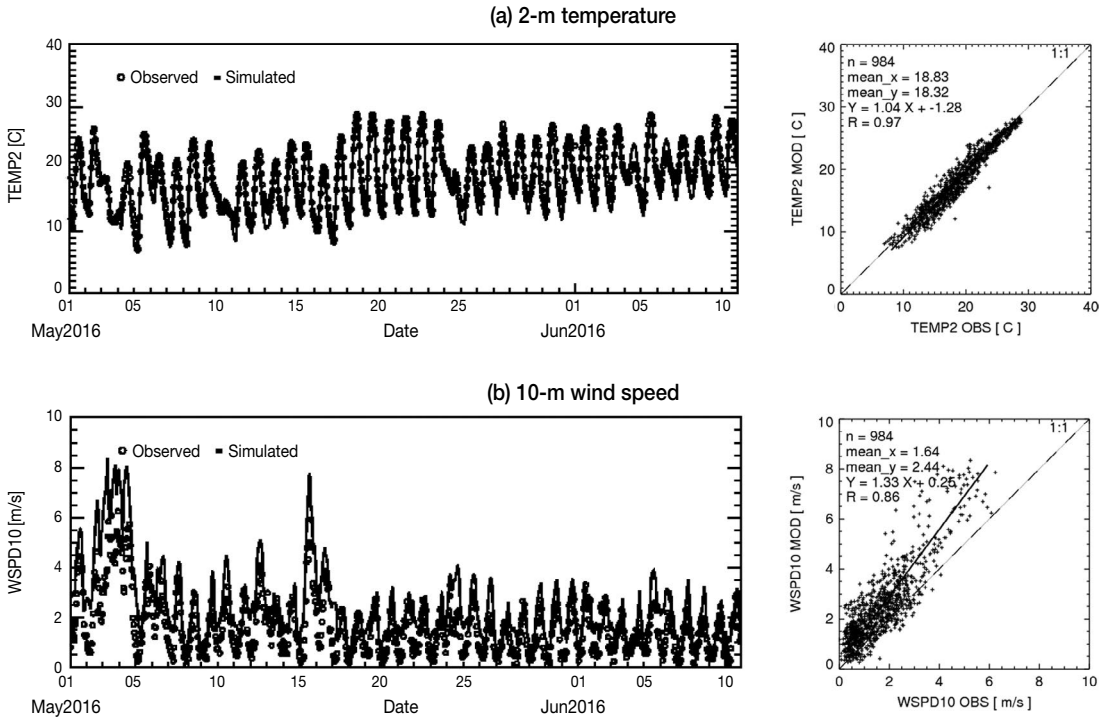 (a) 2-m temperature
40
30
20
10
0
TEMP2 [C]
Observed Simulated
01 05 10 15 20 25 01 05 10
May2016 Date Jun2016
40
30
20
10
0
TEMP2 MOD [ C ]
1:1
n = 984
mean_x = 18.83
mean_y = 18.32
Y = 1.04 X + -1.28
R = 0.97
0 10 20 30 40
TEMP2 OBS [ C ]
(b) 10-m wind speed
10
8
6
4
2
0
WSPD10 [m/s]
Observed Simulated
01 05 10 15 20 25 01 05 10
May2016 Date Jun2016
10
8
6
4
2
0
WSPD10 MOD [ m/s ]
1:1
n = 984
mean_x = 1.64
mean_y = 2.44
Y = 1.33 X + 0.25
R = 0.86
0 2 4 6 8 10
WSPD10 OBS [ m/s ]